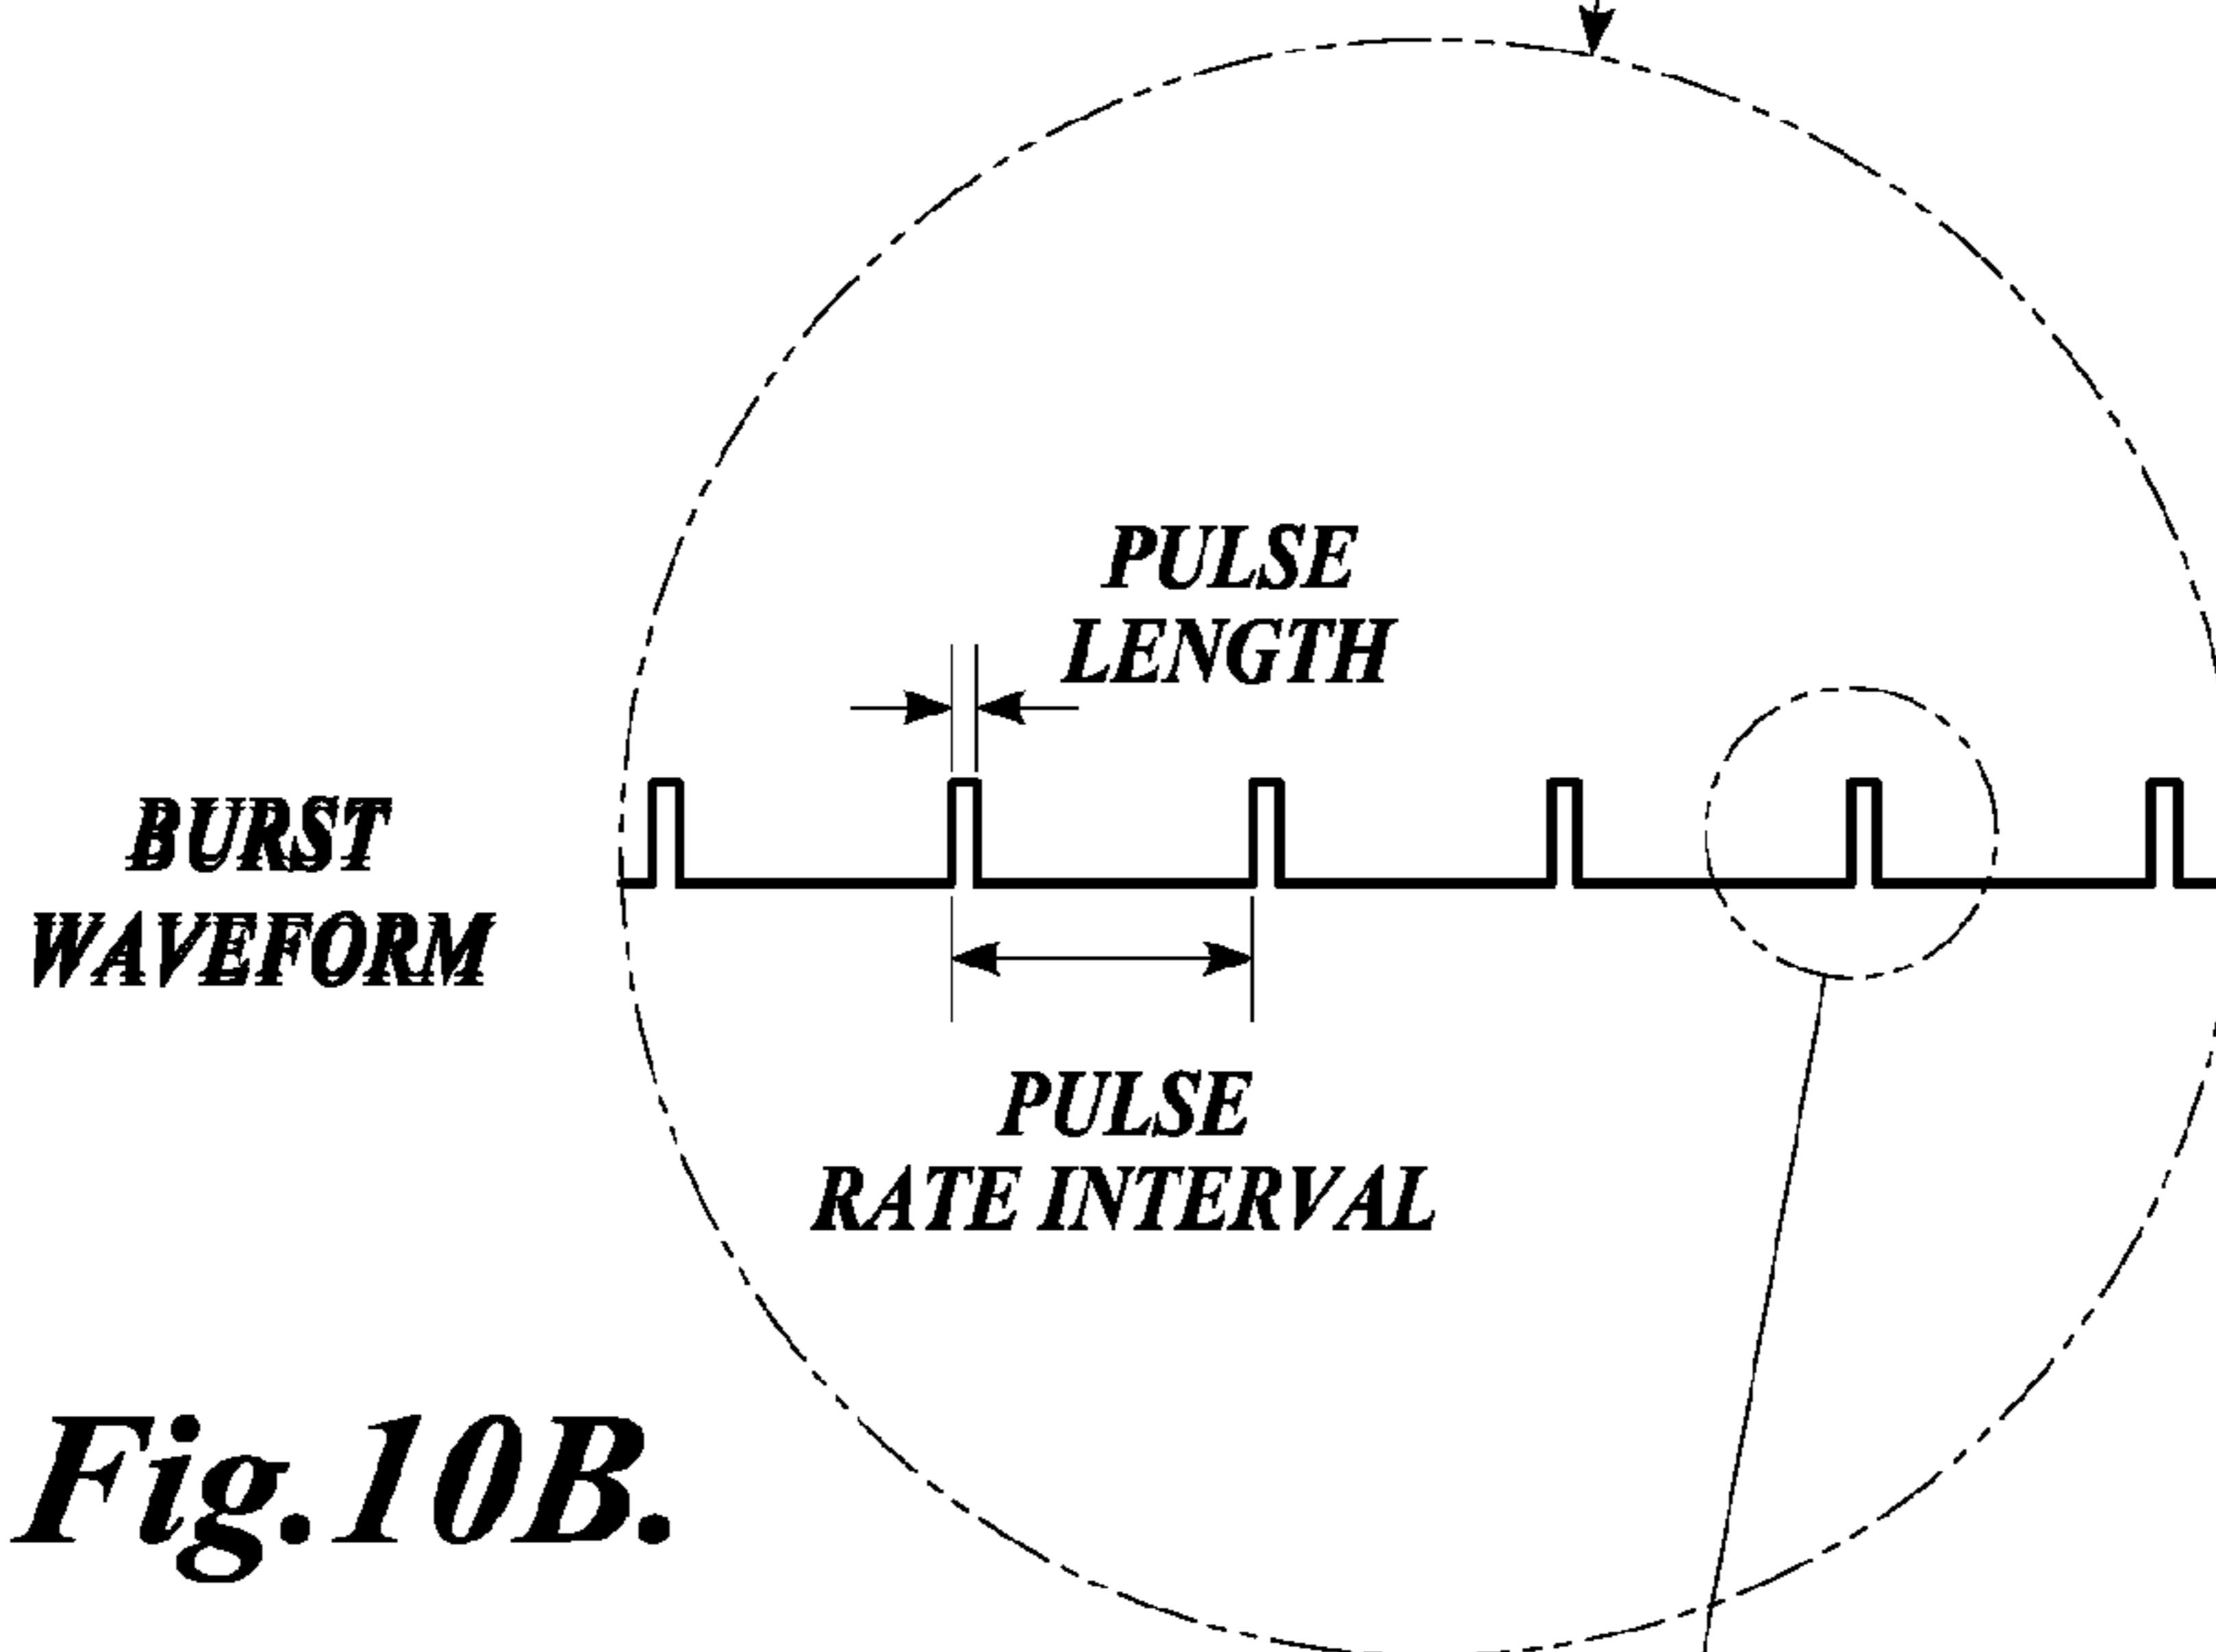 PULSE
LENGTH
BURST
WAVEFORM
PULSE
RATE INTERVAL
Fig.10B.